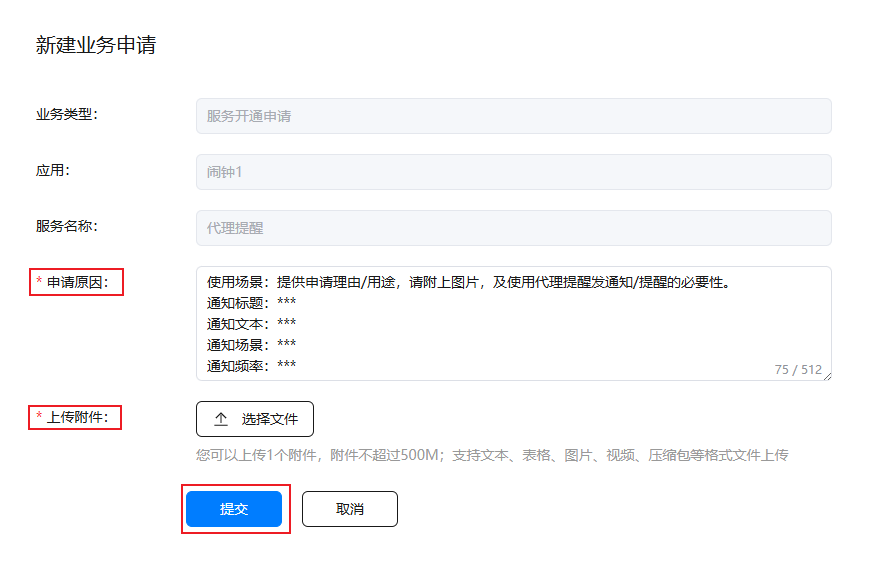 新建业务申请
业务类型：
服务开通申请
应用：
闹钟1
服务名称：
代理提醒
* 申请原因：
使用场景：提供申请理由/用途，请附上图片，及使用代理提醒发通知/提醒的必要性。
通知标题：***
通知文本：***
通知场景：***
通知频率：***
75 / 512
* 上传附件：
选择文件
您可以上传1个附件，附件不超过500M；支持文本、表格、图片、视频、压缩包等格式文件上传
提交
取消